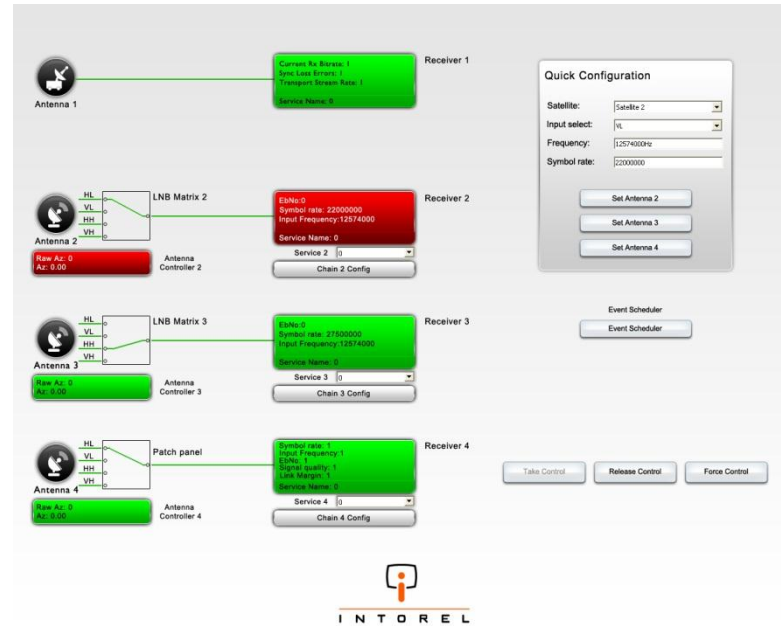 Current Rx Bitrate: 1
Sync Loss Errors: 1
Transport Stream Rate: 1
Service Name: 0
Receiver 1
Antenna 1
Quick Configuration
Satellite: Satellite 2
Input select: VL
Frequency: 12574000Hz
Symbol rate: 22000000
Set Antenna 2
Set Antenna 3
Set Antenna 4
HL
VL
HH
VH
LNB Matrix 2
Antenna 2
EbNo:0
Symbol rate: 22000000
Input Frequency:12574000
Service Name: 0
Receiver 2
Raw Az: 0
Az: 0.00
Antenna
Controller 2
Service 2 0
Chain 2 Config
Event Scheduler
Event Scheduler
HL
VL
HH
VH
LNB Matrix 3
Antenna 3
EbNo:0
Symbol rate: 27500000
Input Frequency:12574000
Service Name: 0
Receiver 3
Raw Az: 0
Az: 0.00
Antenna
Controller 3
Service 3 0
Chain 3 Config
HL
VL
HH
VH
Patch panel
Antenna 4
Symbol rate: 1
Input Frequency:1
EbNo: 1
Signal quality: 1
Link Margin: 1
Service Name: 0
Receiver 4
Take Control Release Control Force Control
Raw Az: 0
Az: 0.00
Antenna
Controller 4
Service 4 0
Chain 4 Config
INTOREL